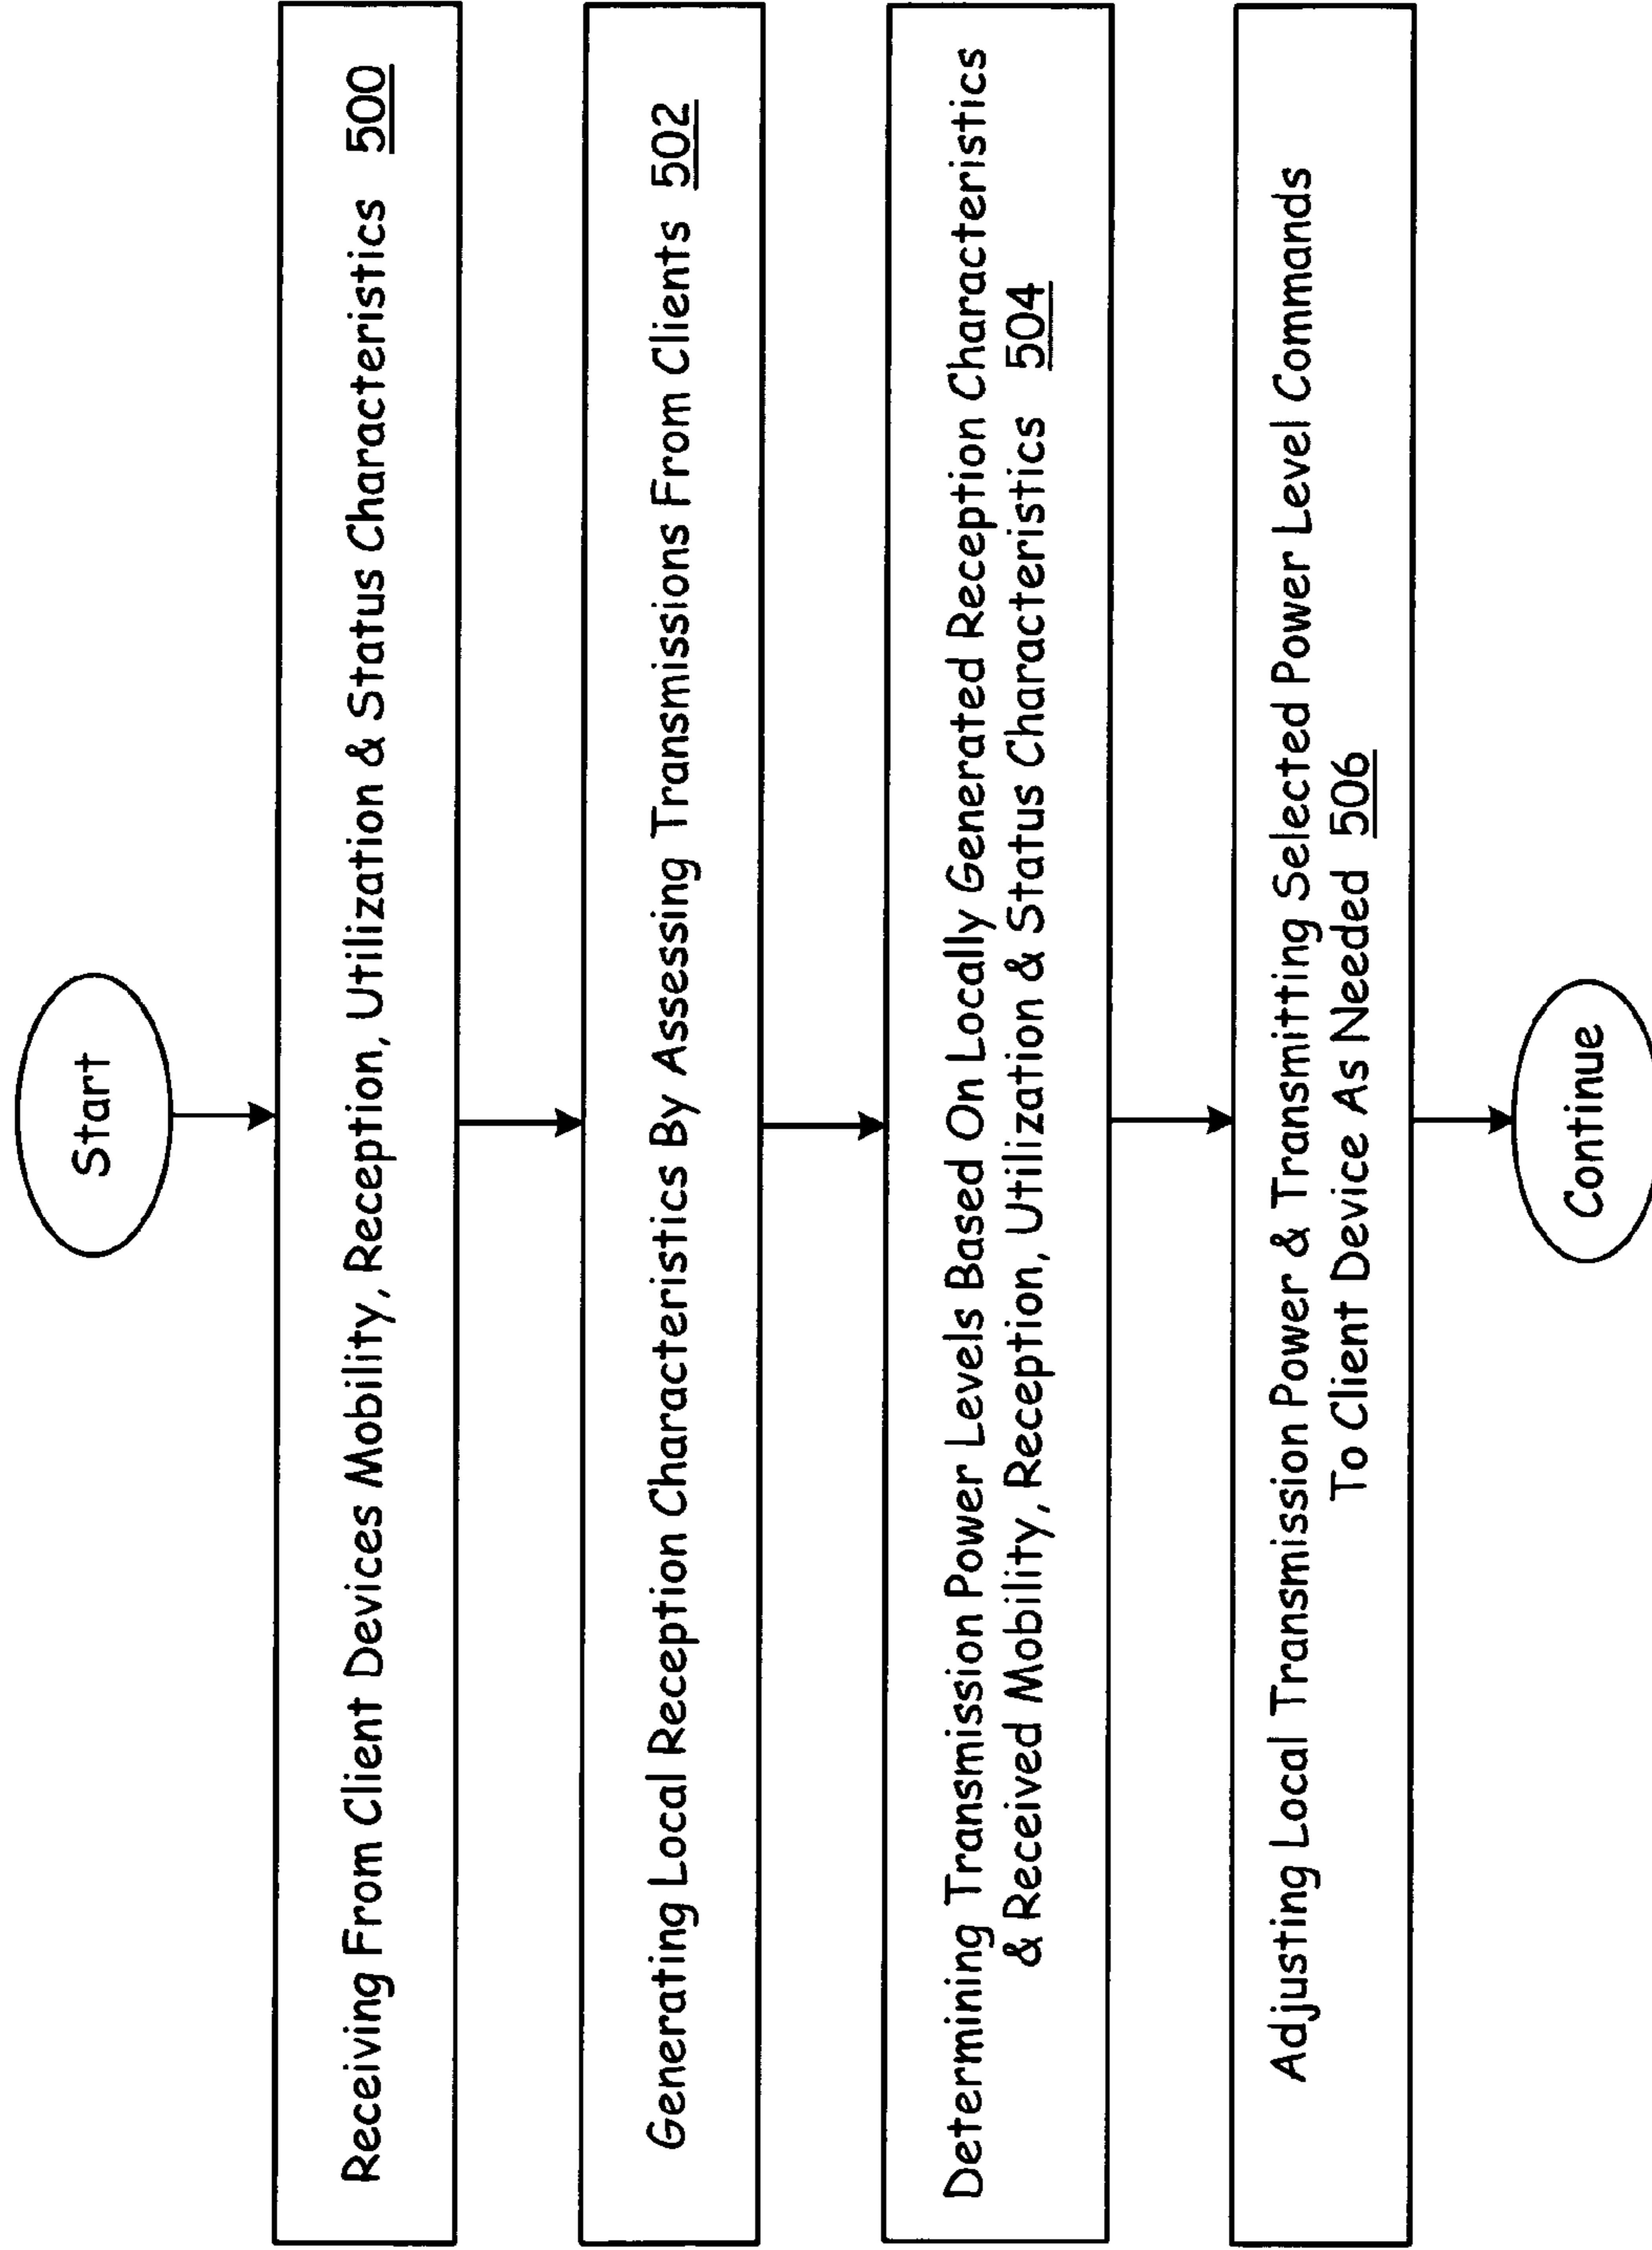 Start
Receiving From Client Devices Mobility, Reception, Utilization & Status Characteristics 500
Generating Local Reception Characteristics By Assessing Transmissions From Clients 502
Determining Transmission Power Levels Based On Locally Generated Reception Characteristics
& Received Mobility, Reception, Utilization & Status Characteristics 504
Adjusting Local Transmission Power & Transmitting Selected Power Level Commands
To Client Device As Needed 506
Continue